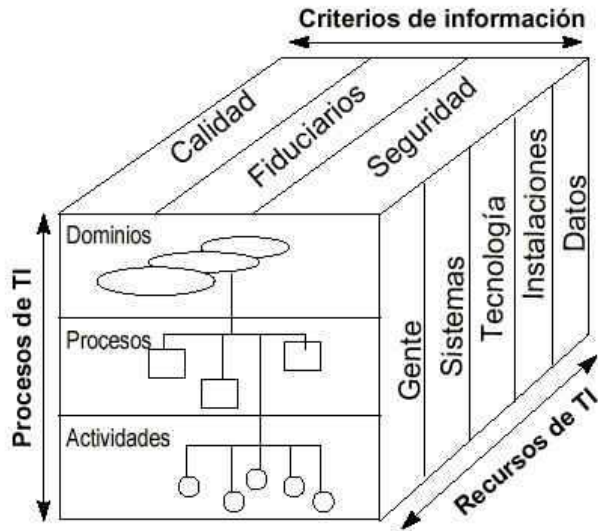 Criterios de información
Calidad
Fiduciarios
Seguridad
Procesos de TI
Dominios
Procesos
Actividades
Gente
Sistemas
Tecnología
Instalaciones
Datos
Recursos de TI